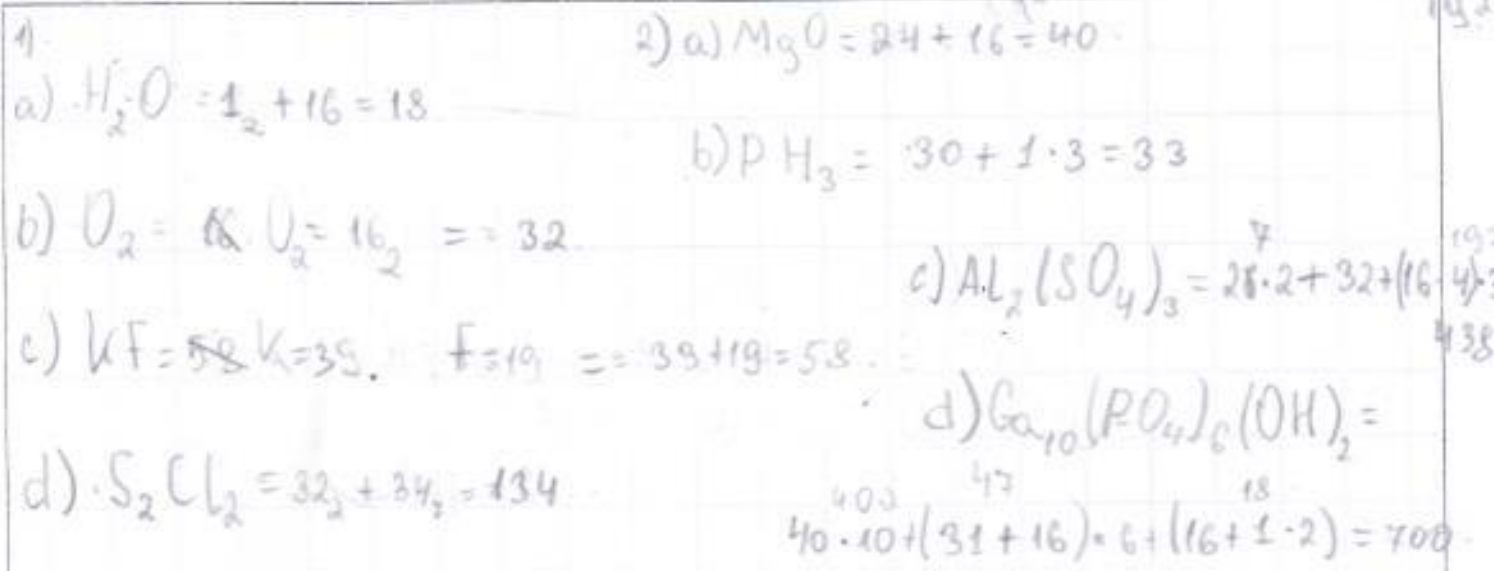 1)
a) H₂O = 1₂ + 16 = 18
b) O₂ = O₂ = 16₂ = = 32
c) KF = K=39. F=19 = = 39+19=58.
d) S₂Cl₂ = 32₂ + 34₂ = 134
2) a) MgO = 24 + 16 = 40
b) PH₃ = 30 + 1·3 = 33
7
c) Al₂(SO₄)₃ = 28·2 + 32 + (16·4)·3
438
d) Ca₁₀(PO₄)₆(OH)₂ =
400 47 18
40·10+(31+16)·6+(16+1·2) = 700